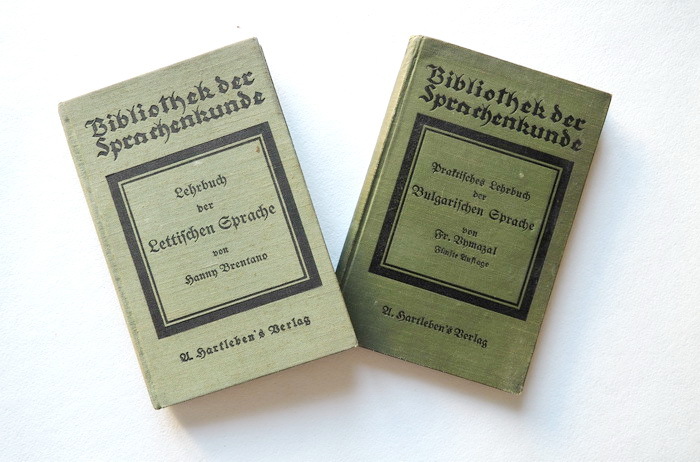 Bibliothek der
Sprachenkunde
Lehrbuch
der
Lettischen Sprache
von
Hanny Brentano
A. Hartleben's Verlag
Bibliothek der
Sprachenkunde
Praktisches Lehrbuch
der
Bulgarischen Sprache
von
Fr. Vymazal
Fünfte Auflage
A. Hartleben's Verlag